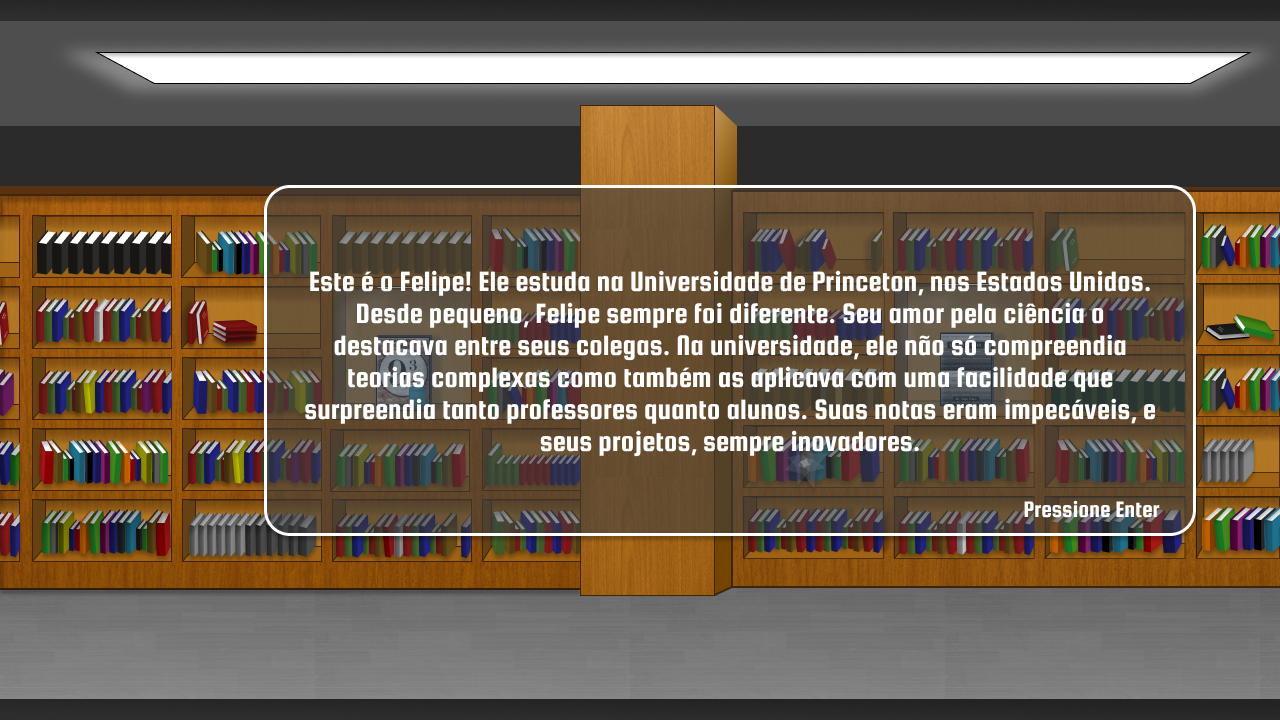 Este é o Felipe! Ele estuda na Universidade de Princeton, nos Estados Unidos.
Desde pequeno, Felipe sempre foi diferente. Seu amor pela ciência o
destacava entre seus colegas. Na universidade, ele não só compreendia
teorias complexas como também as aplicava com uma facilidade que
surpreendia tanto professores quanto alunos. Suas notas eram impecáveis, e
seus projetos, sempre inovadores.
Pressione Enter